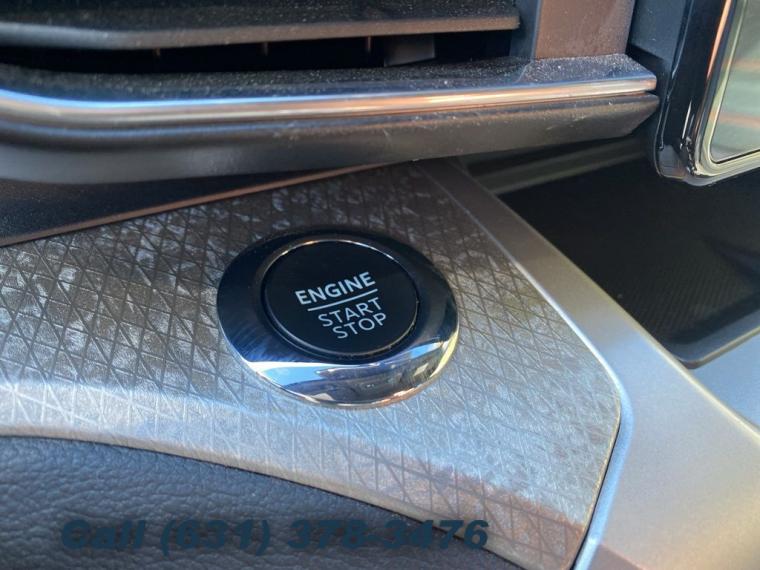 ENGINE
START
STOP
Call (631) 378-3476